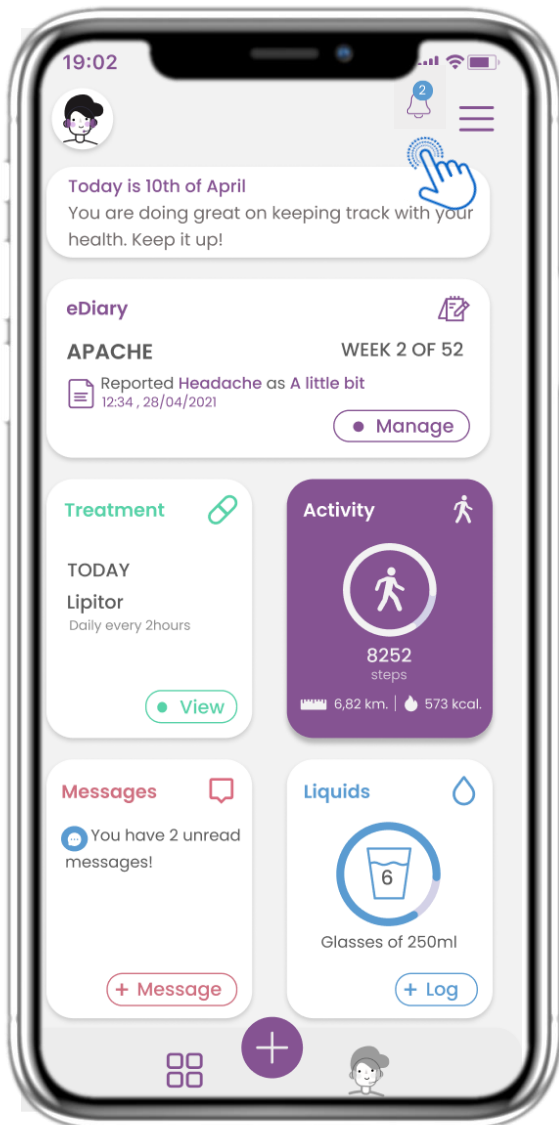 19:02
2
Today is 10th of April
You are doing great on keeping track with your
health. Keep it up!
eDiary
APACHE
WEEK 2 OF 52
Reported Headache as A little bit
12:34 , 28/04/2021
Manage
Treatment
TODAY
Lipitor
Daily every 2hours
View
Activity
8252
steps
6,82 km. | 573 kcal.
Messages
You have 2 unread
messages!
+ Message
Liquids
6
Glasses of 250ml
+ Log